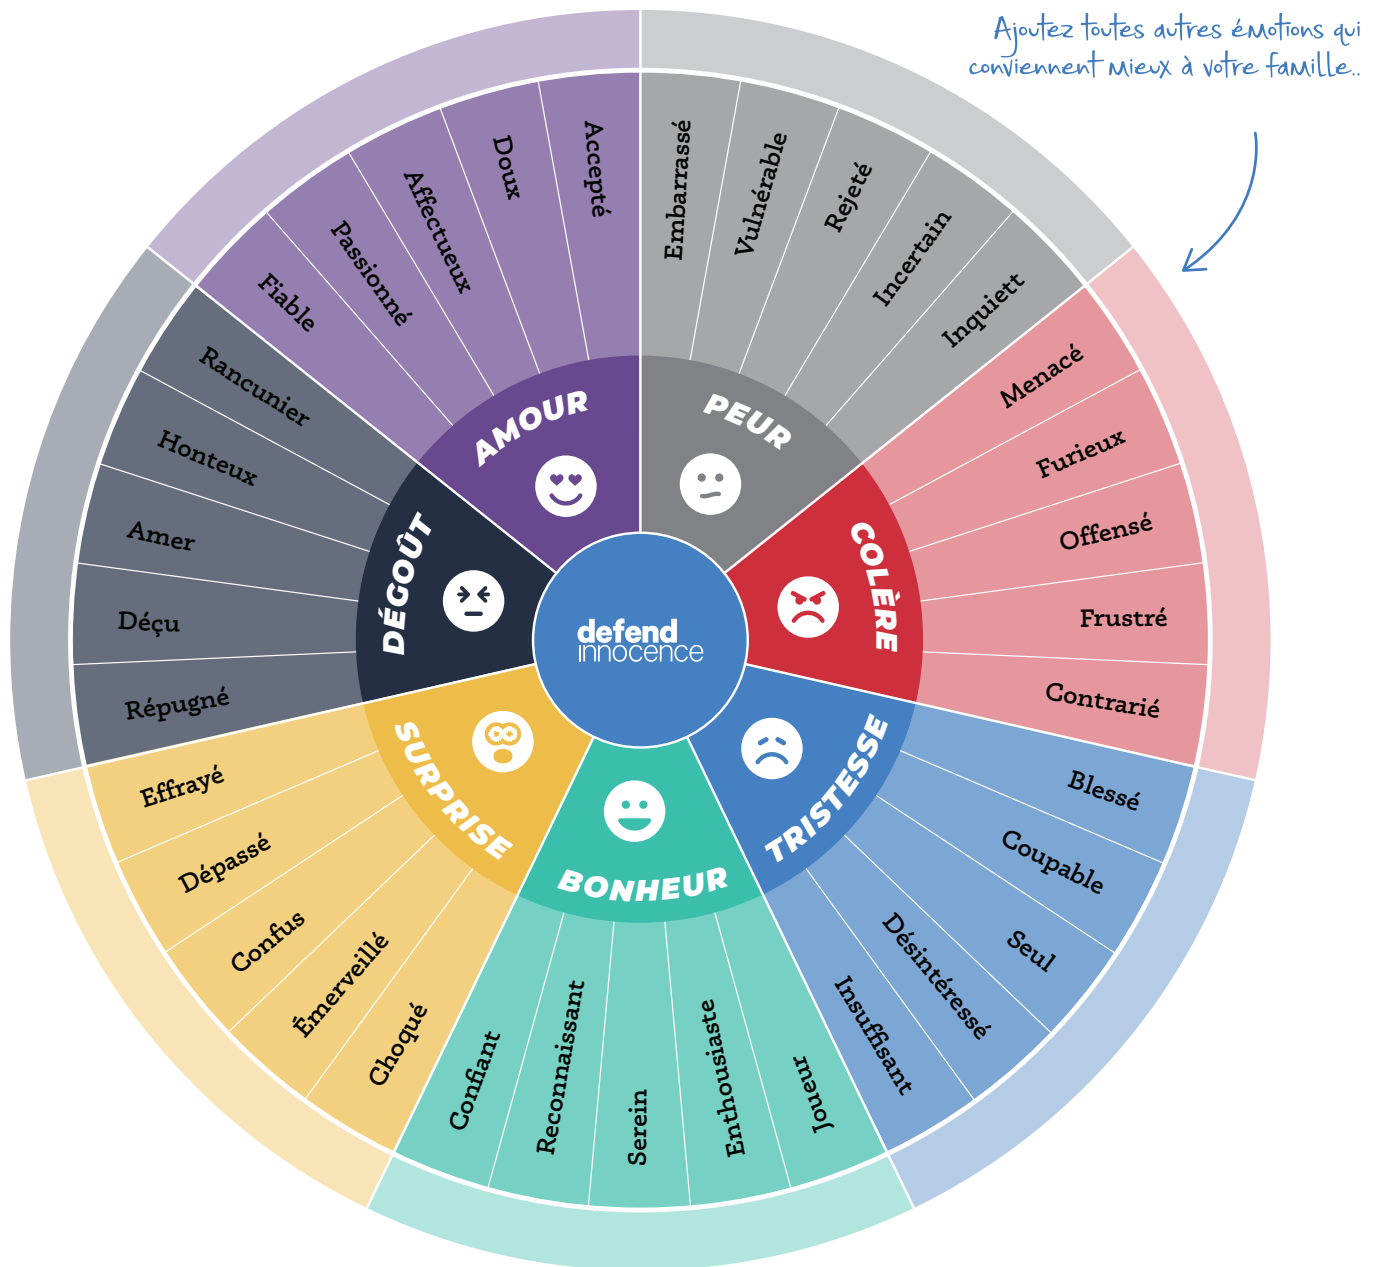 Ajoutez toutes autres émotions qui
conviennent mieux à votre famille..
defend
innocence
PEUR
Embarrassé
Vulnérable
Rejeté
Incertain
Inquiett
COLÈRE
Menacé
Furieux
Offensé
Frustré
Contrarié
TRISTESSE
Blessé
Coupable
Seul
Désintéressé
Insuffisant
BONHEUR
Joueur
Enthousiaste
Serein
Reconnaissant
Confiant
SURPRISE
Choqué
Émerveillé
Confus
Dépassé
Effrayé
DÉGOÛT
Répugné
Déçu
Amer
Honteux
Rancunier
AMOUR
Fiable
Passionné
Affectueux
Doux
Accepté